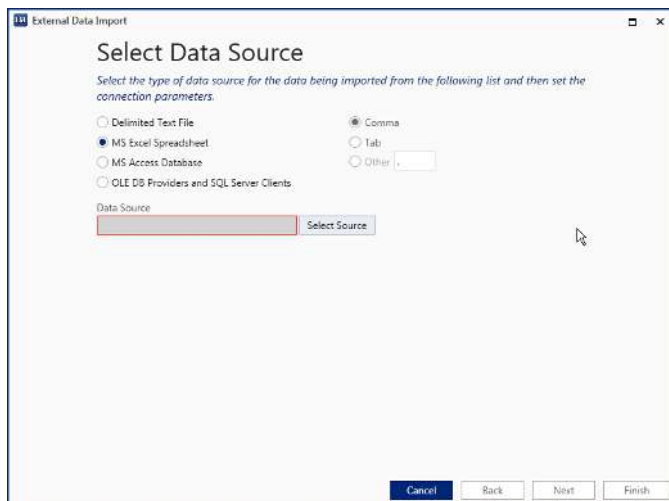 External Data Import
Select Data Source
Select the type of data source for the data being imported from the following list and then set the
connection parameters.
Delimited Text File
Comma
MS Excel Spreadsheet
Tab
MS Access Database
Other ,
OLE DB Providers and SQL Server Clients
Data Source
Select Source
Cancel
Back
Next
Finish